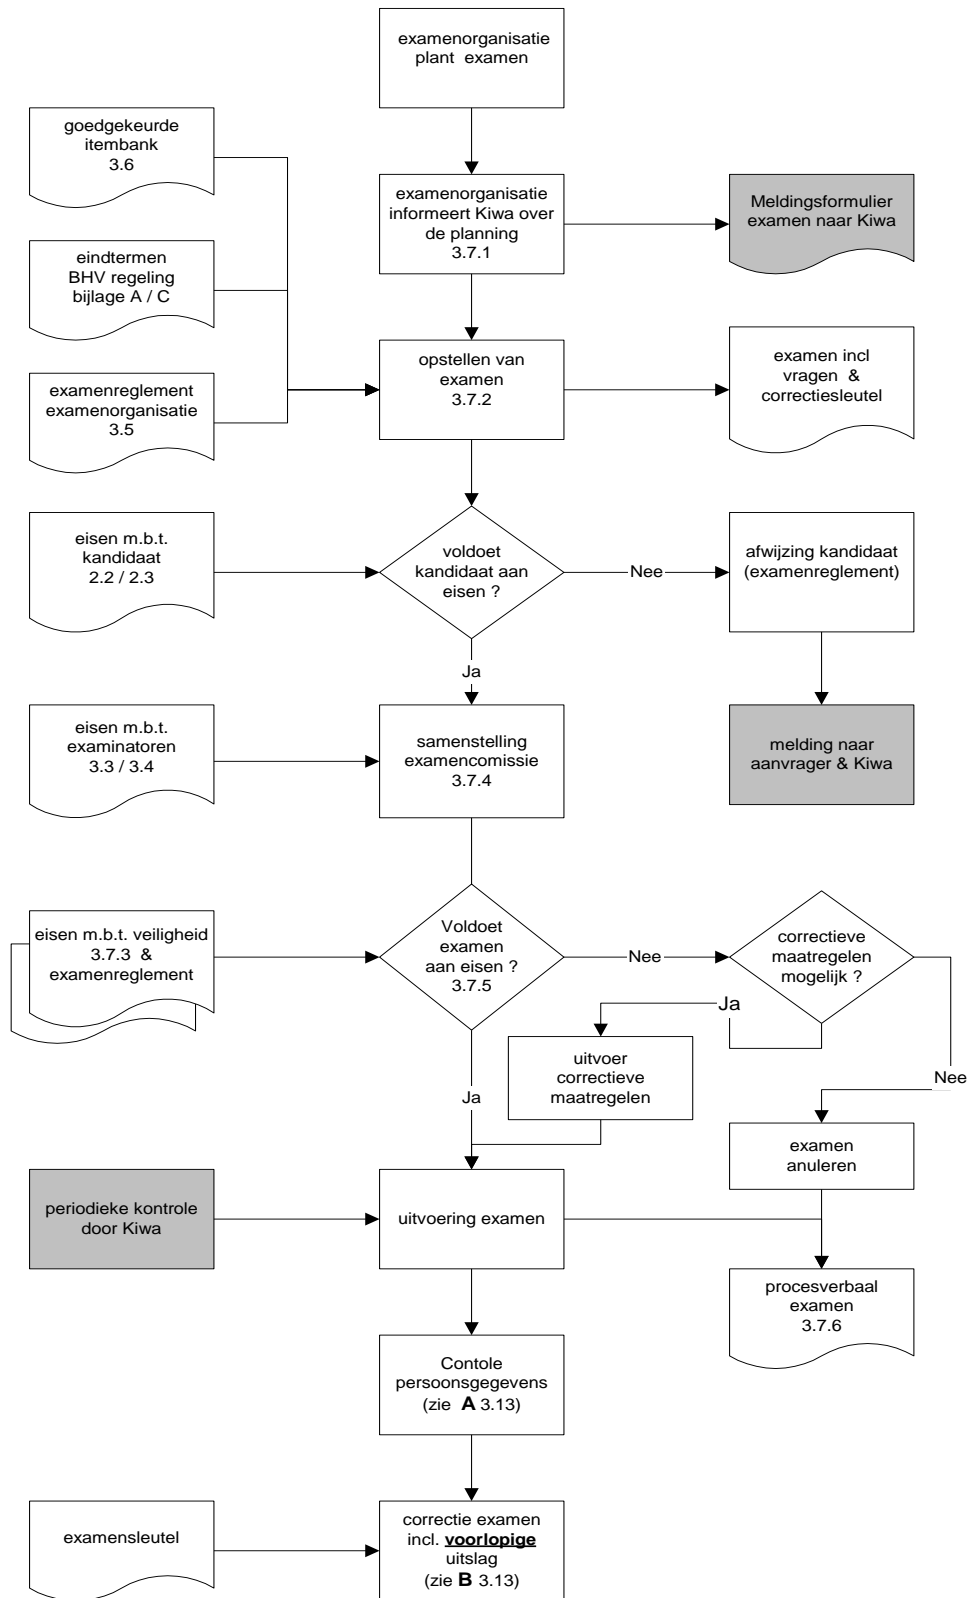 examenorganisatie
plant examen
goedgekeurde
itembank
3.6
examenorganisatie
informeert Kiwa over
de planning
3.7.1
Meldingsformulier
examen naar Kiwa
eindtermen
BHV regeling
bijlage A / C
opstellen van
examen
3.7.2
examen incl
vragen &
correctiesleutel
examenreglement
examenorganisatie
3.5
eisen m.b.t.
kandidaat
2.2 / 2.3
voldoet
kandidaat aan
eisen ?
Nee
afwijzing kandidaat
(examenreglement)
Ja
eisen m.b.t.
examinatoren
3.3 / 3.4
samenstelling
examencomissie
3.7.4
melding naar
aanvrager & Kiwa
eisen m.b.t. veiligheid
3.7.3 &
examenreglement
Voldoet
examen
aan eisen ?
3.7.5
Nee
correctieve
maatregelen
mogelijk ?
Ja
uitvoer
correctieve
maatregelen
Nee
Ja
examen
anuleren
periodieke kontrole
door Kiwa
uitvoering examen
procesverbaal
examen
3.7.6
Contole
persoonsgegevens
(zie A 3.13)
examensleutel
correctie examen
incl. voorlopige
uitslag
(zie B 3.13)